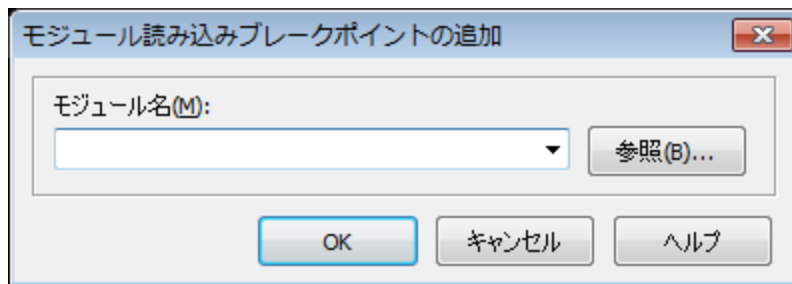 モジュール読み込みブレークポイントの追加
モジュール名(M):
参照(B)...
OK
キャンセル
ヘルプ